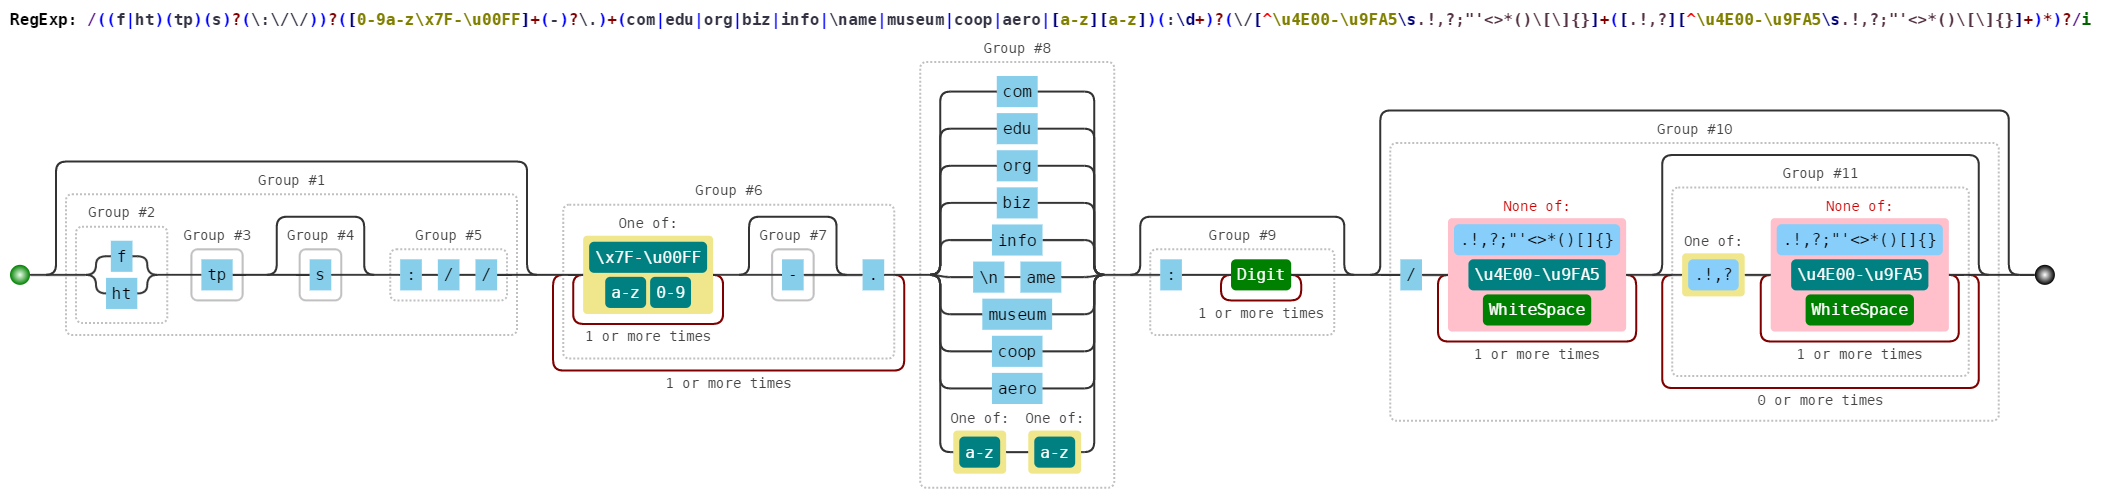 RegExp: /((f|ht)(tp)(s)?(\:\/\/))?([0-9a-z\x7F-\u00FF]+(-)?\.)+(com|edu|org|biz|info|\name|museum|coop|aero|[a-z][a-z])(:\d+)?(\/[^\u4E00-\u9FA5\s.!,?;"'<>*()\[\]{}]+([.!,?][^\u4E00-\u9FA5\s.!,?;"'<>*()\[\]{}]+)*)?/i
Group #8
com
edu
org
biz
info
\n ame
museum
coop
aero
One of: One of:
a-z a-z
Group #1
Group #2
f
ht
Group #3
tp
Group #4
s
Group #5
: / /
Group #6
One of:
\x7F-\u00FF
a-z 0-9
1 or more times
Group #7
-
.
1 or more times
Group #9
:
Digit
1 or more times
Group #10
/
None of:
.!,?;"'<>*()[]{}
\u4E00-\u9FA5
WhiteSpace
1 or more times
Group #11
One of:
.!,?
None of:
.!,?;"'<>*()[]{}
\u4E00-\u9FA5
WhiteSpace
1 or more times
0 or more times